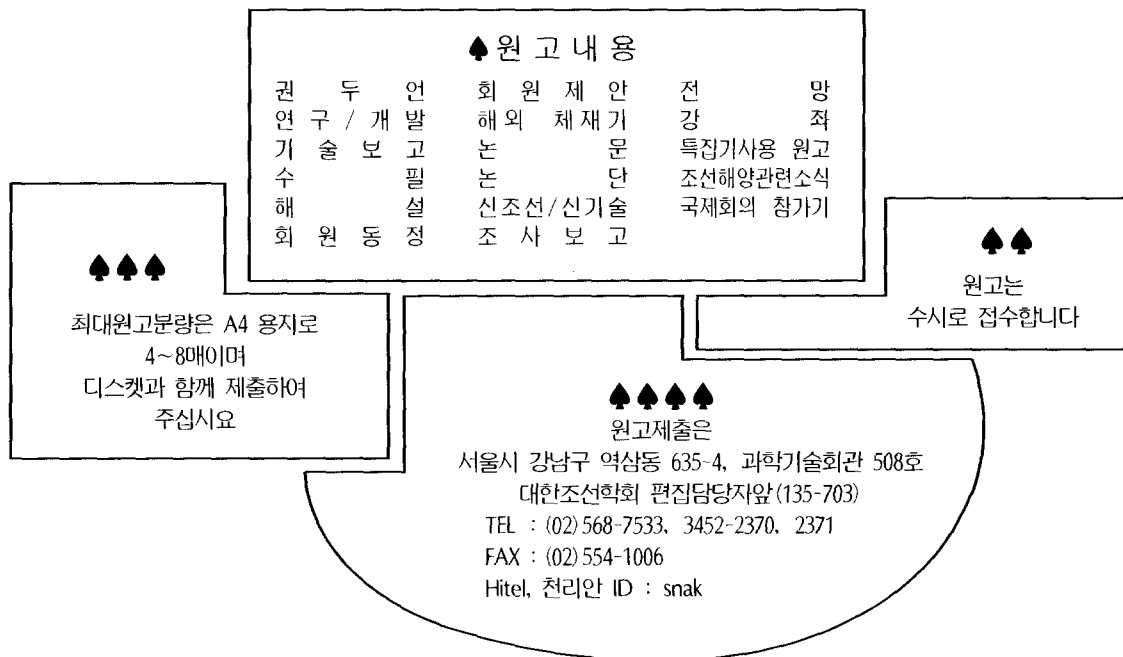 ♠원고내용
권두언 회원제안 전망
연구/개발 해외 체재기 강좌
기술보고 논문 특집기사용 원고
수필 논단 조선해양관련소식
해설 신조선/신기술 국제회의 참가기
회원동정 조사보고
♠♠
원고는
수시로 접수합니다
♠♠♠
최대원고분량은 A4 용지로
4~8매이며
디스켓과 함께 제출하여
주십시요
♠♠♠♠
원고제출은
서울시 강남구 역삼동 635-4, 과학기술회관 508호
대한조선학회 편집담당자앞(135-703)
TEL : (02)568-7533, 3452-2370, 2371
FAX : (02)554-1006
Hitel, 천리안 ID : snak